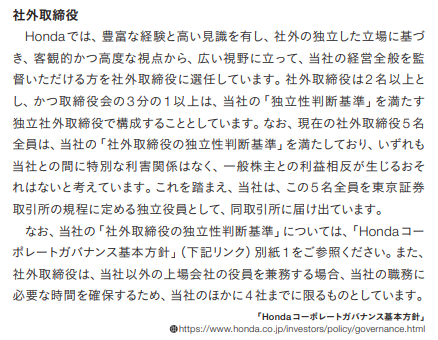 社外取締役
Hondaでは、豊富な経験と高い見識を有し、社外の独立した立場に基づ
き、客観的かつ高度な視点から、広い視野に立って、当社の経営全般を監
督いただける方を社外取締役に選任しています。社外取締役は2名以上と
し、かつ取締役会の3分の1以上は、当社の「独立性判断基準」を満たす
独立社外取締役で構成することとしています。なお、現在の社外取締役5名
全員は、当社の「社外取締役の独立性判断基準」を満たしており、いずれも
当社との間に特別な利害関係はなく、一般株主との利益相反が生じるおそ
れはないと考えています。これを踏まえ、当社は、この5名全員を東京証券
取引所の規程に定める独立役員として、同取引所に届け出ています。
なお、当社の「社外取締役の独立性判断基準」については、「Hondaコー
ポレートガバナンス基本方針」（下記リンク）別紙1をご参照ください。また、
社外取締役は、当社以外の上場会社の役員を兼務する場合、当社の職務に
必要な時間を確保するため、当社のほかに4社までに限るものとしています。
「Hondaコーポレートガバナンス基本方針」
https://www.honda.co.jp/investors/policy/governance.html